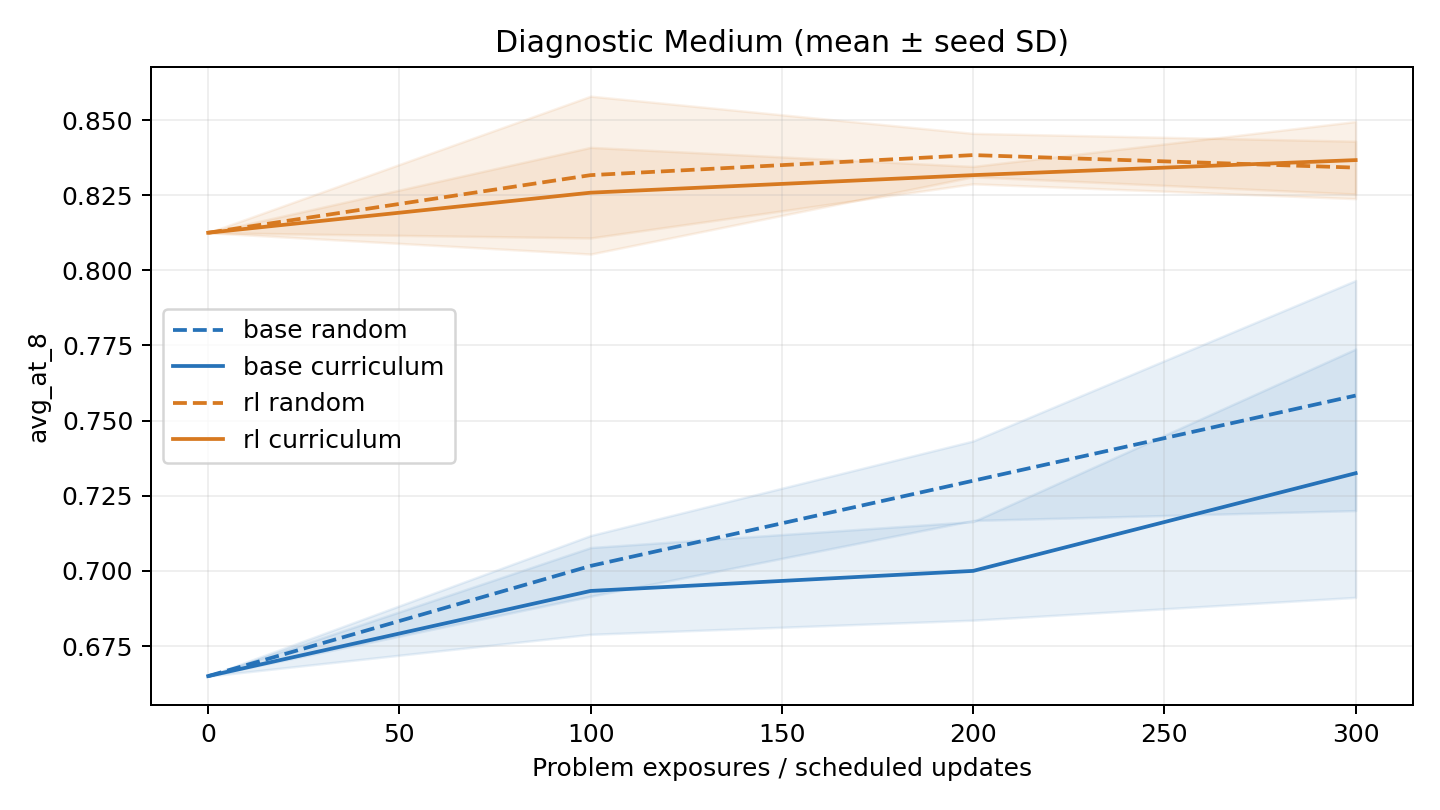 Diagnostic Medium (mean ± seed SD)
avg_at_8
0.850
0.825
0.800
0.775
0.750
0.725
0.700
0.675
base random
base curriculum
rl random
rl curriculum
0 50 100 150 200 250 300
Problem exposures / scheduled updates